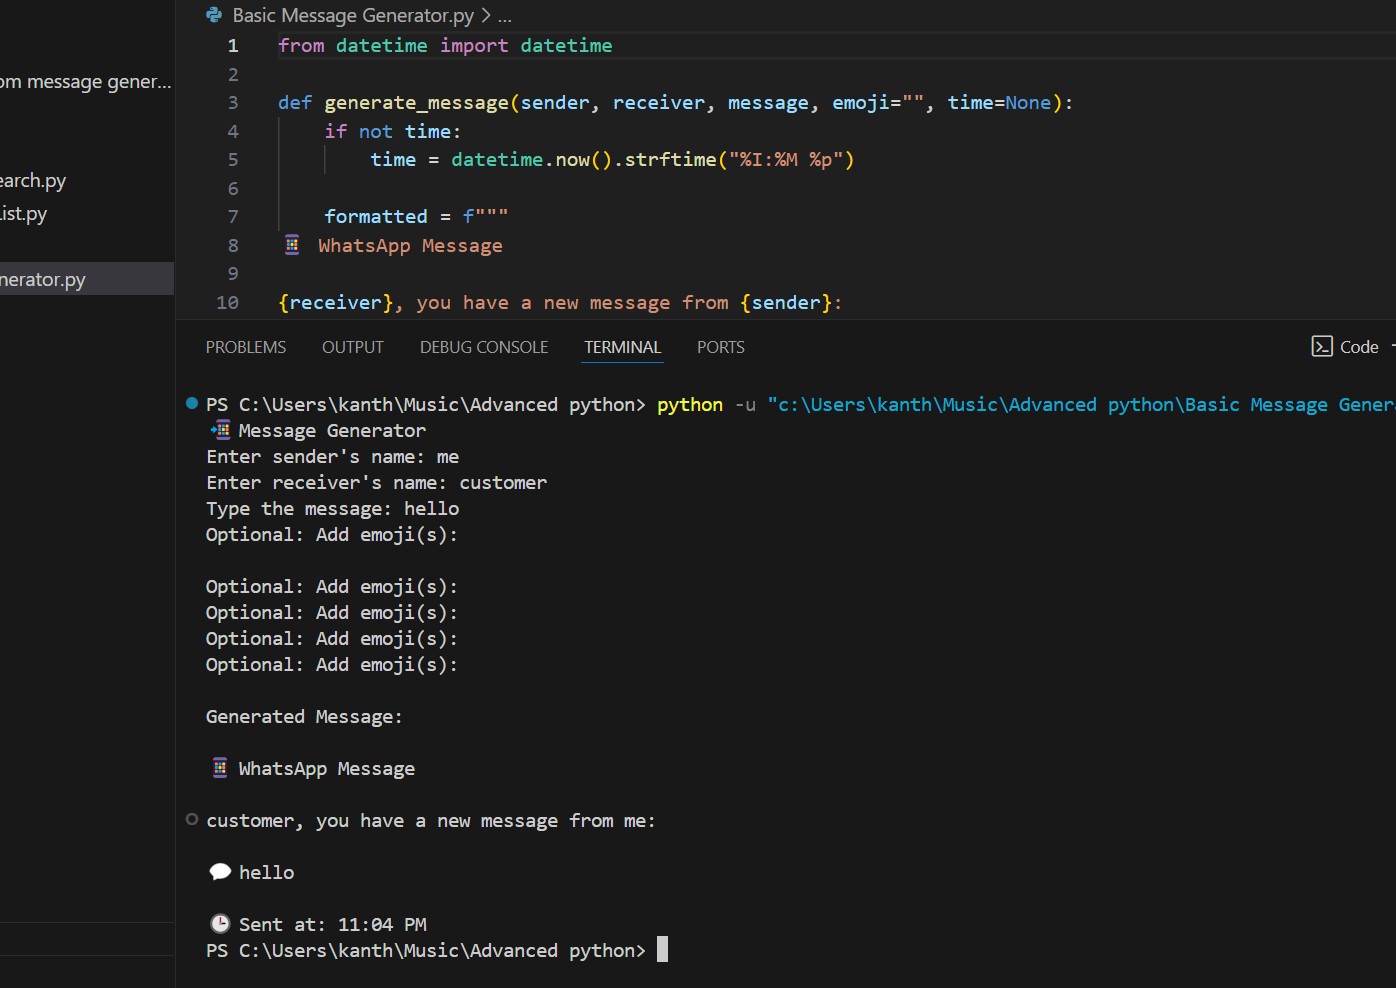 Basic Message Generator.py > ...
om message gener...
earch.py
ist.py
nerator.py
1 from datetime import datetime
2
3 def generate_message(sender, receiver, message, emoji="", time=None):
4 if not time:
5 time = datetime.now().strftime("%I:%M %p")
6
7 formatted = f"""
8 📱 WhatsApp Message
9
10 {receiver}, you have a new message from {sender}:
PROBLEMS OUTPUT DEBUG CONSOLE TERMINAL PORTS Code
PS C:\Users\kanth\Music\Advanced python> python -u "c:\Users\kanth\Music\Advanced python\Basic Message Gener
📲 Message Generator
Enter sender's name: me
Enter receiver's name: customer
Type the message: hello
Optional: Add emoji(s):
Optional: Add emoji(s):
Optional: Add emoji(s):
Optional: Add emoji(s):
Optional: Add emoji(s):
Generated Message:
📱 WhatsApp Message
customer, you have a new message from me:
💬 hello
🕒 Sent at: 11:04 PM
PS C:\Users\kanth\Music\Advanced python>